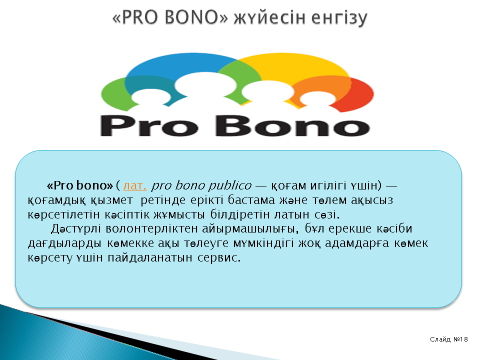 «PRO BONO» жүйесін енгізу
Pro Bono
«Pro bono» ( лат. pro bono publico — қоғам игілігі үшін) —
қоғамдық қызмет ретінде ерікті бастама және төлем ақысыз
көрсетілетін кәсіптік жұмысты білдіретін латын сөзі.
Дәстүрлі волонтерліктен айырмашылығы, бұл ерекше кәсіби
дағдыларды көмекке ақы төлеуге мүмкіндігі жоқ адамдарға көмек
көрсету үшін пайдаланатын сервис.
Слайд №18